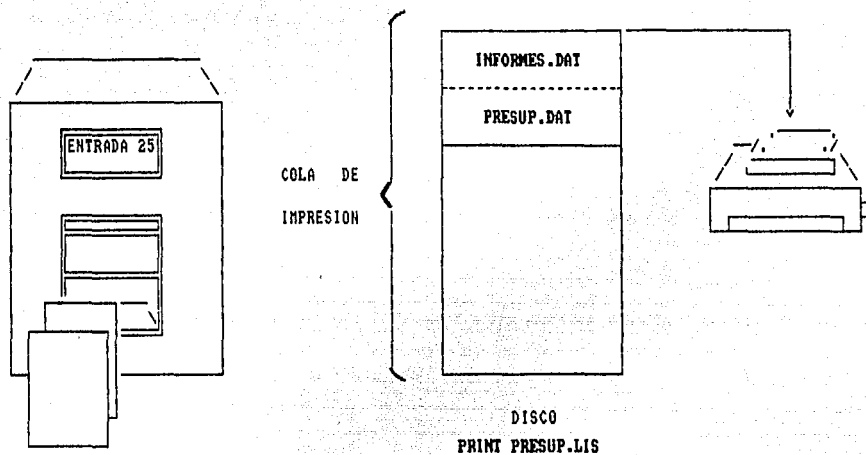 INFORMES.DAT
PRESUP.DAT
ENTRADA 25
COLA DE
IMPRESION
DISCO
PRINT PRESUP.LIS